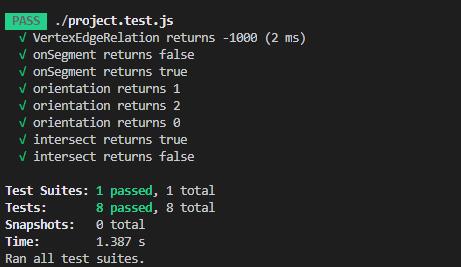 PASS ./project.test.js
√ VertexEdgeRelation returns -1000 (2 ms)
√ onSegment returns false
√ onSegment returns true
√ orientation returns 1
√ orientation returns 2
√ orientation returns 0
√ intersect returns true
√ intersect returns false
Test Suites: 1 passed, 1 total
Tests: 8 passed, 8 total
Snapshots: 0 total
Time: 1.387 s
Ran all test suites.